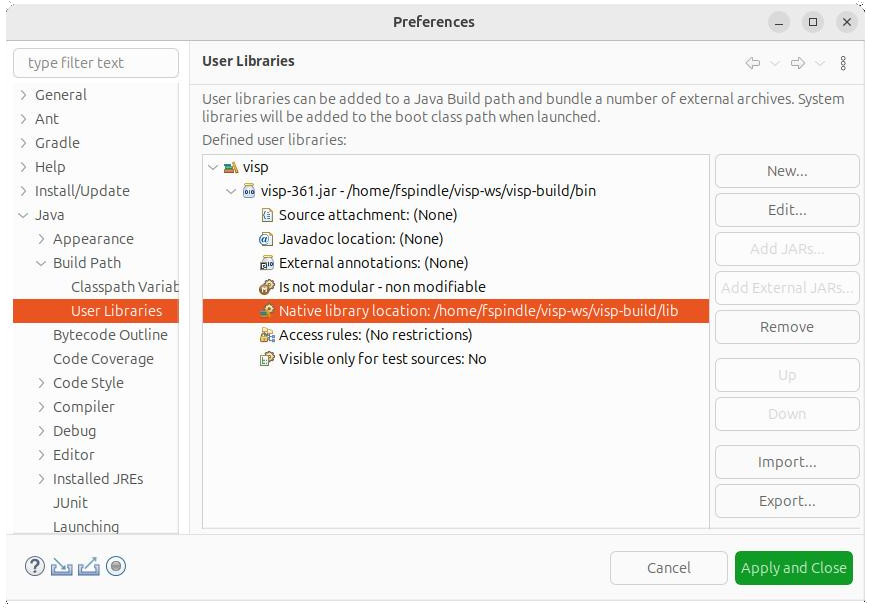 Preferences
type filter text
General
Ant
Gradle
Help
Install/Update
Java
Appearance
Build Path
Classpath Variab
User Libraries
Bytecode Outline
Code Coverage
Code Style
Compiler
Debug
Editor
Installed JREs
JUnit
Launching
User Libraries
User libraries can be added to a Java Build path and bundle a number of external archives. System
libraries will be added to the boot class path when launched.
Defined user libraries:
visp
visp-361.jar - /home/fspindle/visp-ws/visp-build/bin
Source attachment: (None)
Javadoc location: (None)
External annotations: (None)
Is not modular - non modifiable
Native library location: /home/fspindle/visp-ws/visp-build/lib
Access rules: (No restrictions)
Visible only for test sources: No
New...
Edit...
Add JARs...
Add External JARs...
Remove
Up
Down
Import...
Export...
Cancel
Apply and Close